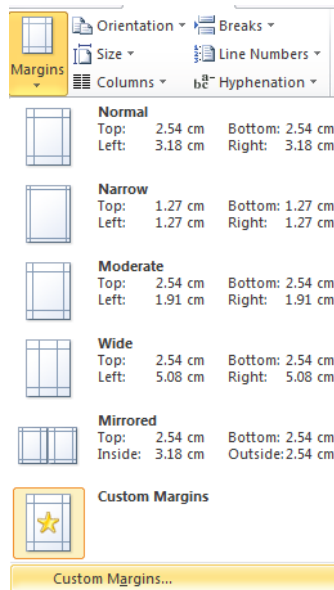 Orientation Breaks
Size Line Numbers
Margins
Columns Hyphenation
Normal
Top: 2.54 cm Bottom: 2.54 cm
Left: 3.18 cm Right: 3.18 cm
Narrow
Top: 1.27 cm Bottom: 1.27 cm
Left: 1.27 cm Right: 1.27 cm
Moderate
Top: 2.54 cm Bottom: 2.54 cm
Left: 1.91 cm Right: 1.91 cm
Wide
Top: 2.54 cm Bottom: 2.54 cm
Left: 5.08 cm Right: 5.08 cm
Mirrored
Top: 2.54 cm Bottom: 2.54 cm
Inside: 3.18 cm Outside: 2.54 cm
Custom Margins
Custom Margins...